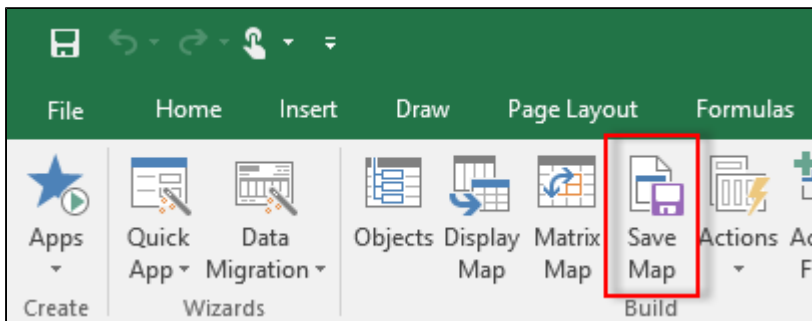 File Home Insert Draw Page Layout Formulas
Apps Quick Data Objects Display Matrix Save Actions
App Migration Map Map Map
Create Wizards Build